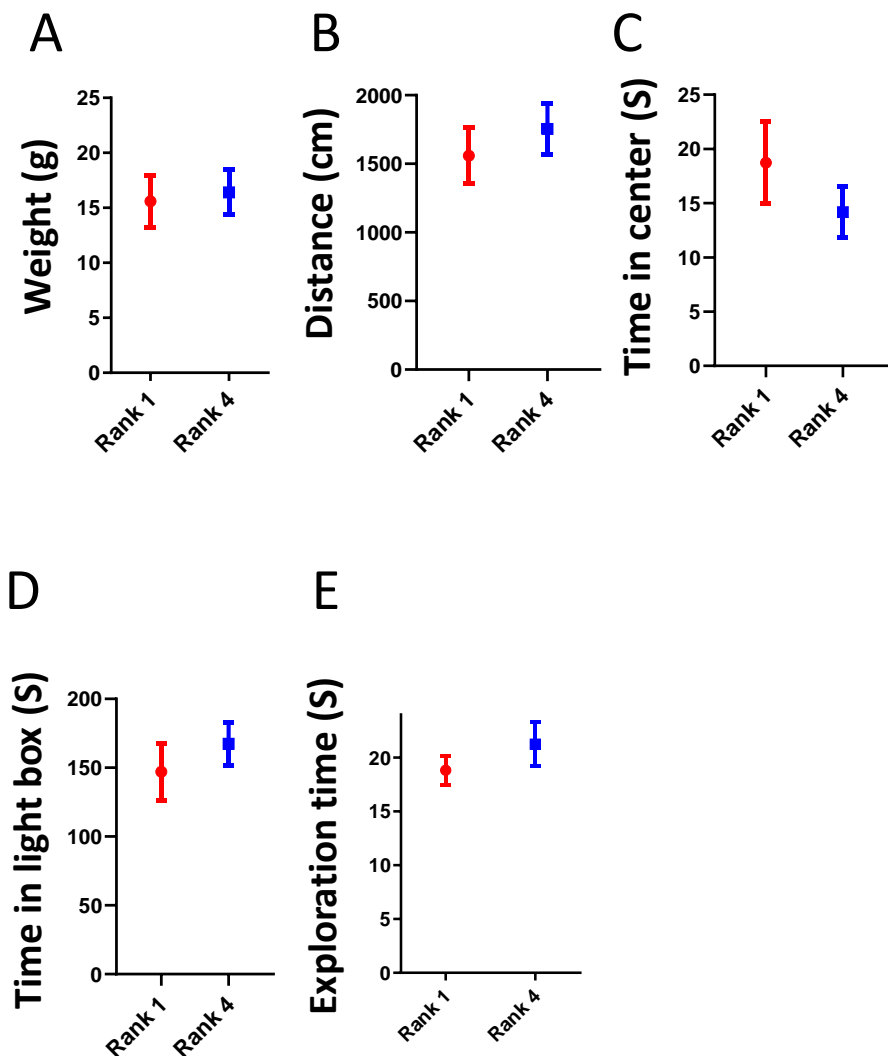 A
Weight (g)
25
20
15
10
5
0
Rank 1
Rank 4
B
Distance (cm)
2000
1500
1000
500
0
Rank 1
Rank 4
C
Time in center (S)
25
20
15
10
5
0
Rank 1
Rank 4
D
Time in light box (S)
200
150
100
50
0
Rank 1
Rank 4
E
Exploration time (S)
20
15
10
5
0
Rank 1
Rank 4